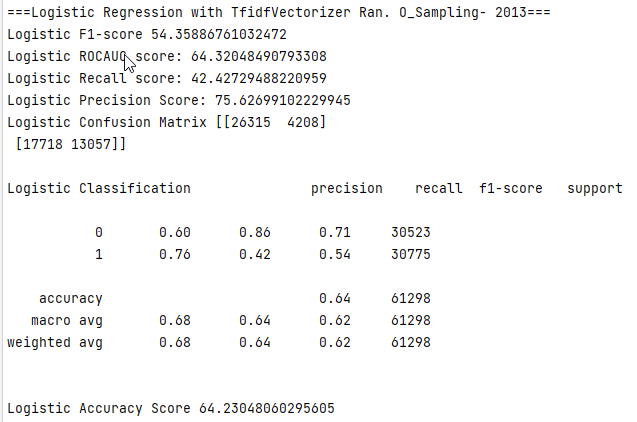 ===Logistic Regression with TfidfVectorizer Ran. O_Sampling- 2013===
Logistic F1-score 54.35886761032472
Logistic ROCAUC score: 64.32048490793308
Logistic Recall score: 42.42729488220959
Logistic Precision Score: 75.62699102229945
Logistic Confusion Matrix [[26315  4208]
 [17718 13057]]
Logistic Classification               precision    recall  f1-score   support
           0       0.60      0.86      0.71     30523
           1       0.76      0.42      0.54     30775
    accuracy                           0.64     61298
   macro avg       0.68      0.64      0.62     61298
weighted avg       0.68      0.64      0.62     61298
Logistic Accuracy Score 64.23048060295605